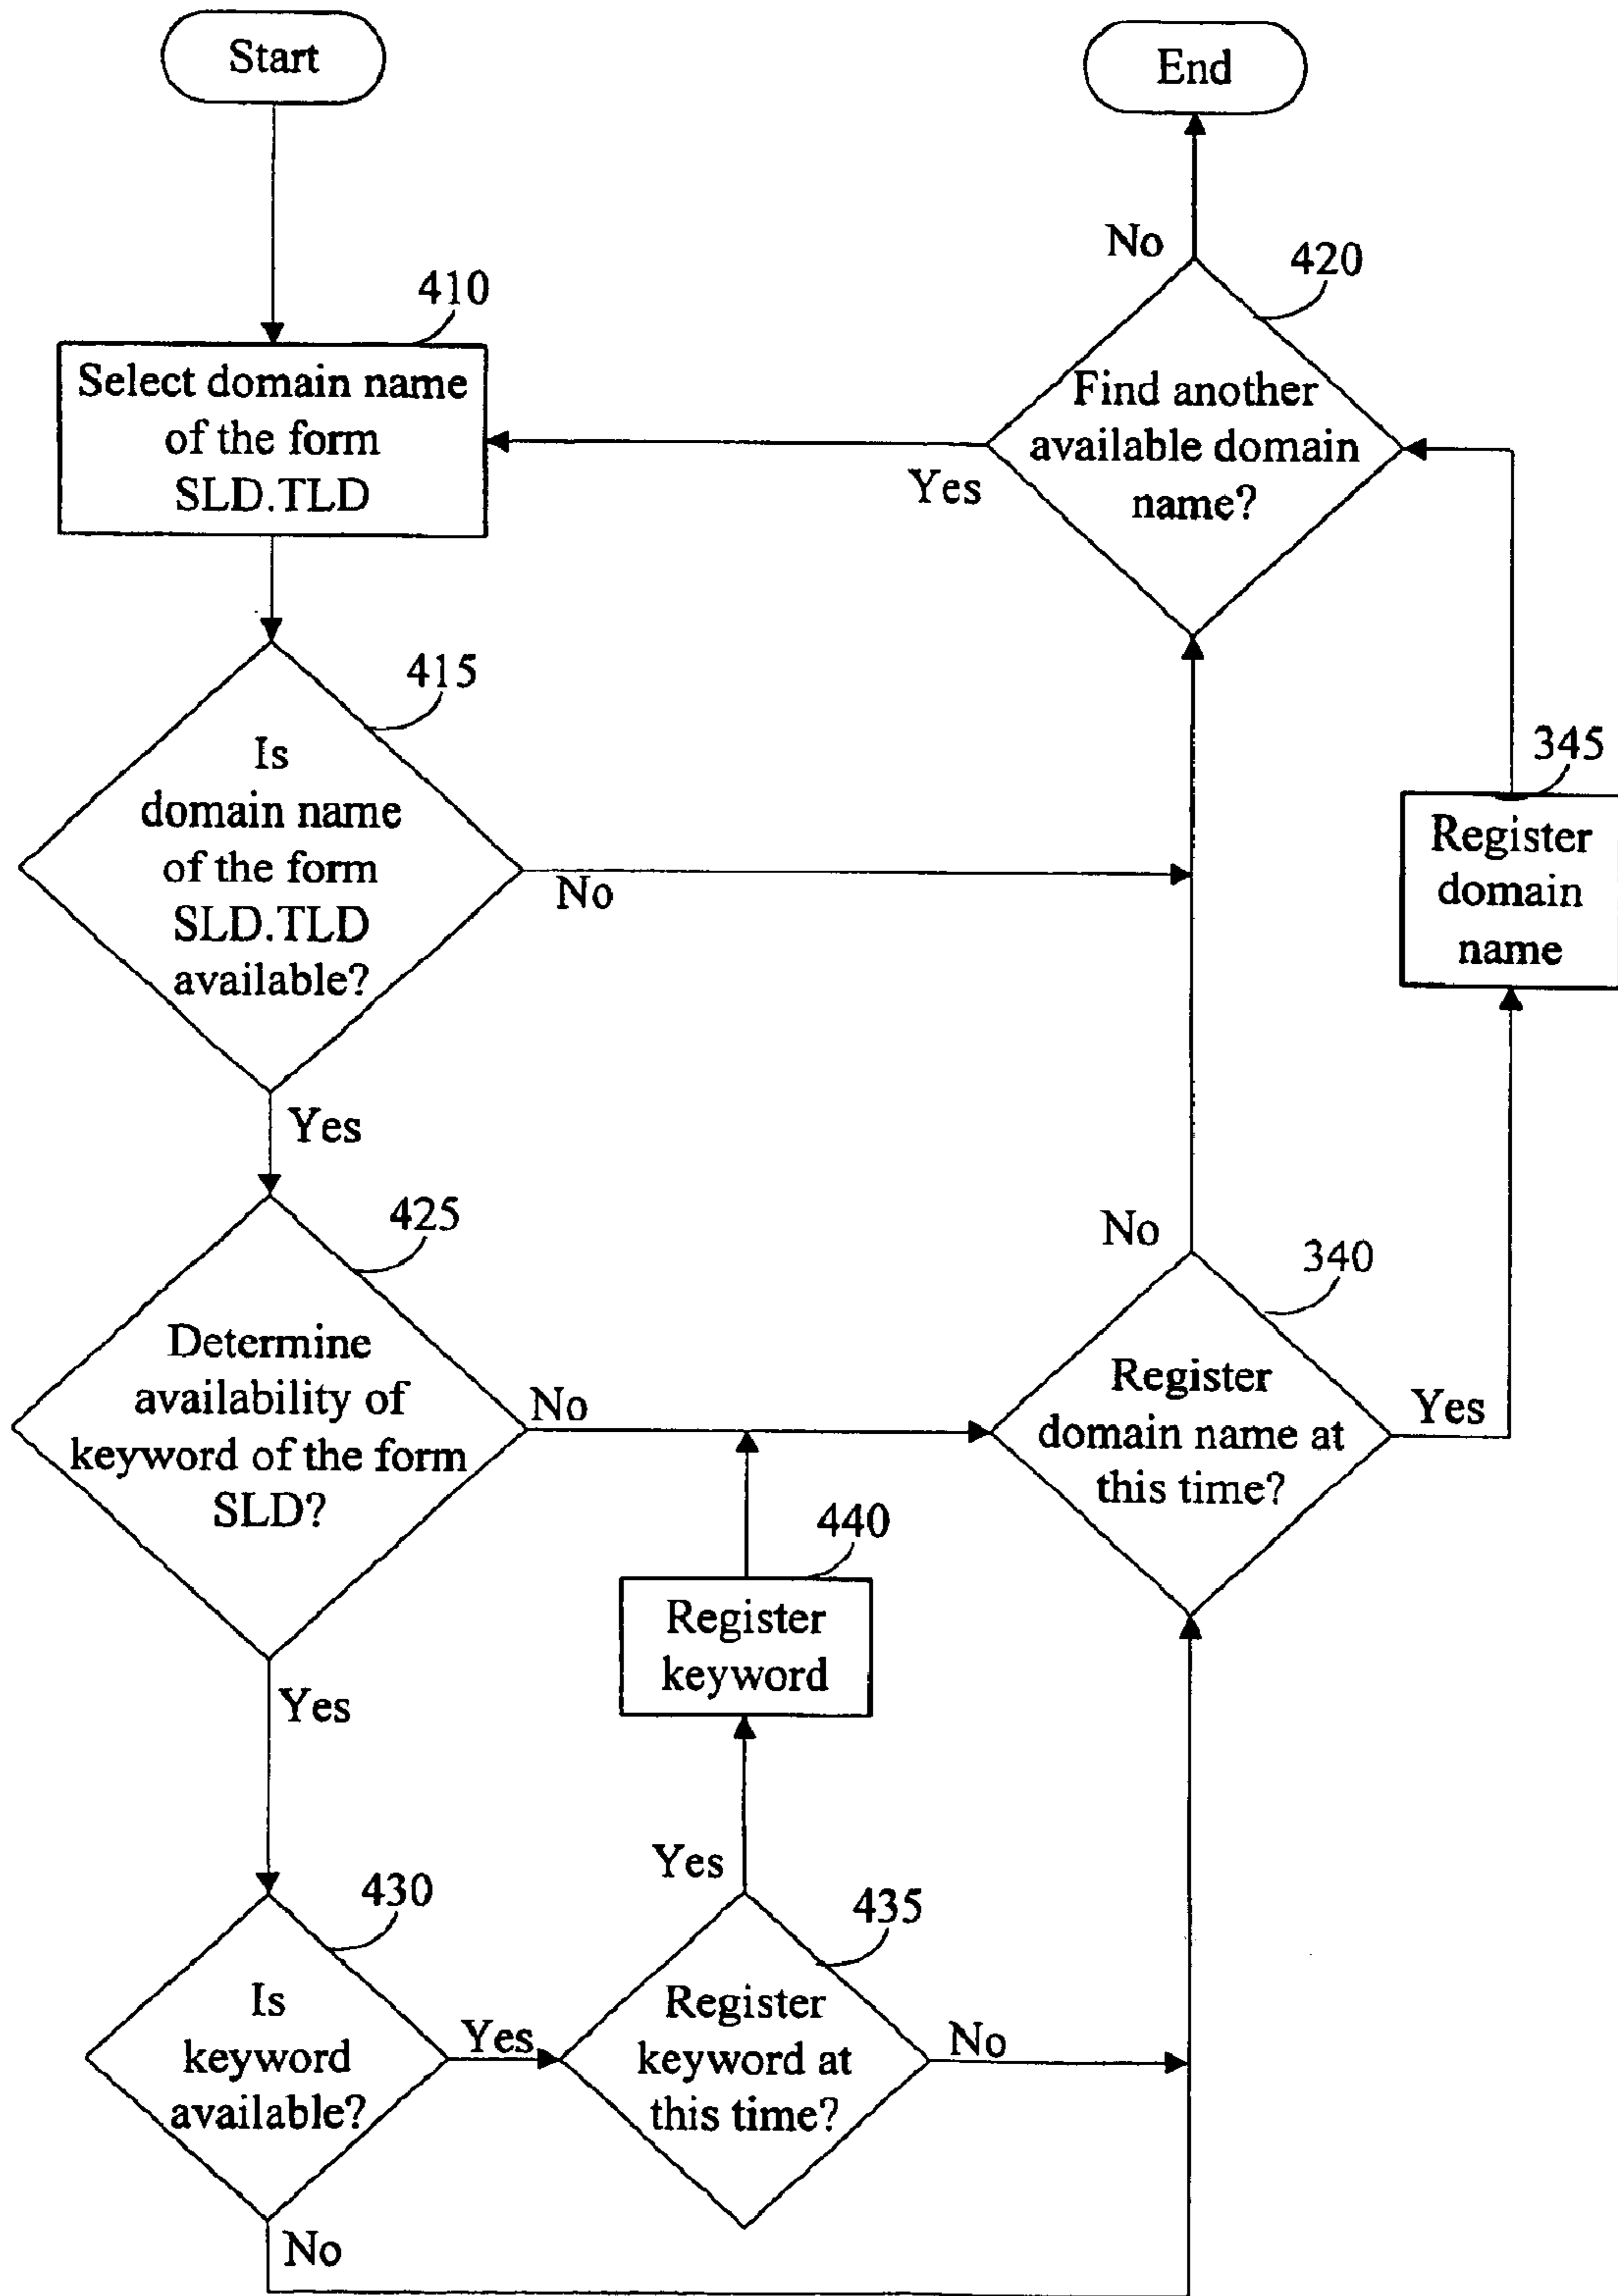 Start
End
No
420
410
Select domain name
of the form
SLD.TLD
Find another
available domain
name?
Yes
415
Is
domain name
of the form
SLD.TLD
available?
No
345
Register
domain
name
Yes
425
No
340
Determine
availability of
keyword of the form
SLD?
No
Register
domain name at
this time?
Yes
440
Register
keyword
Yes
Yes
430
435
Is
keyword
available?
Yes
Register
keyword at
this time?
No
No